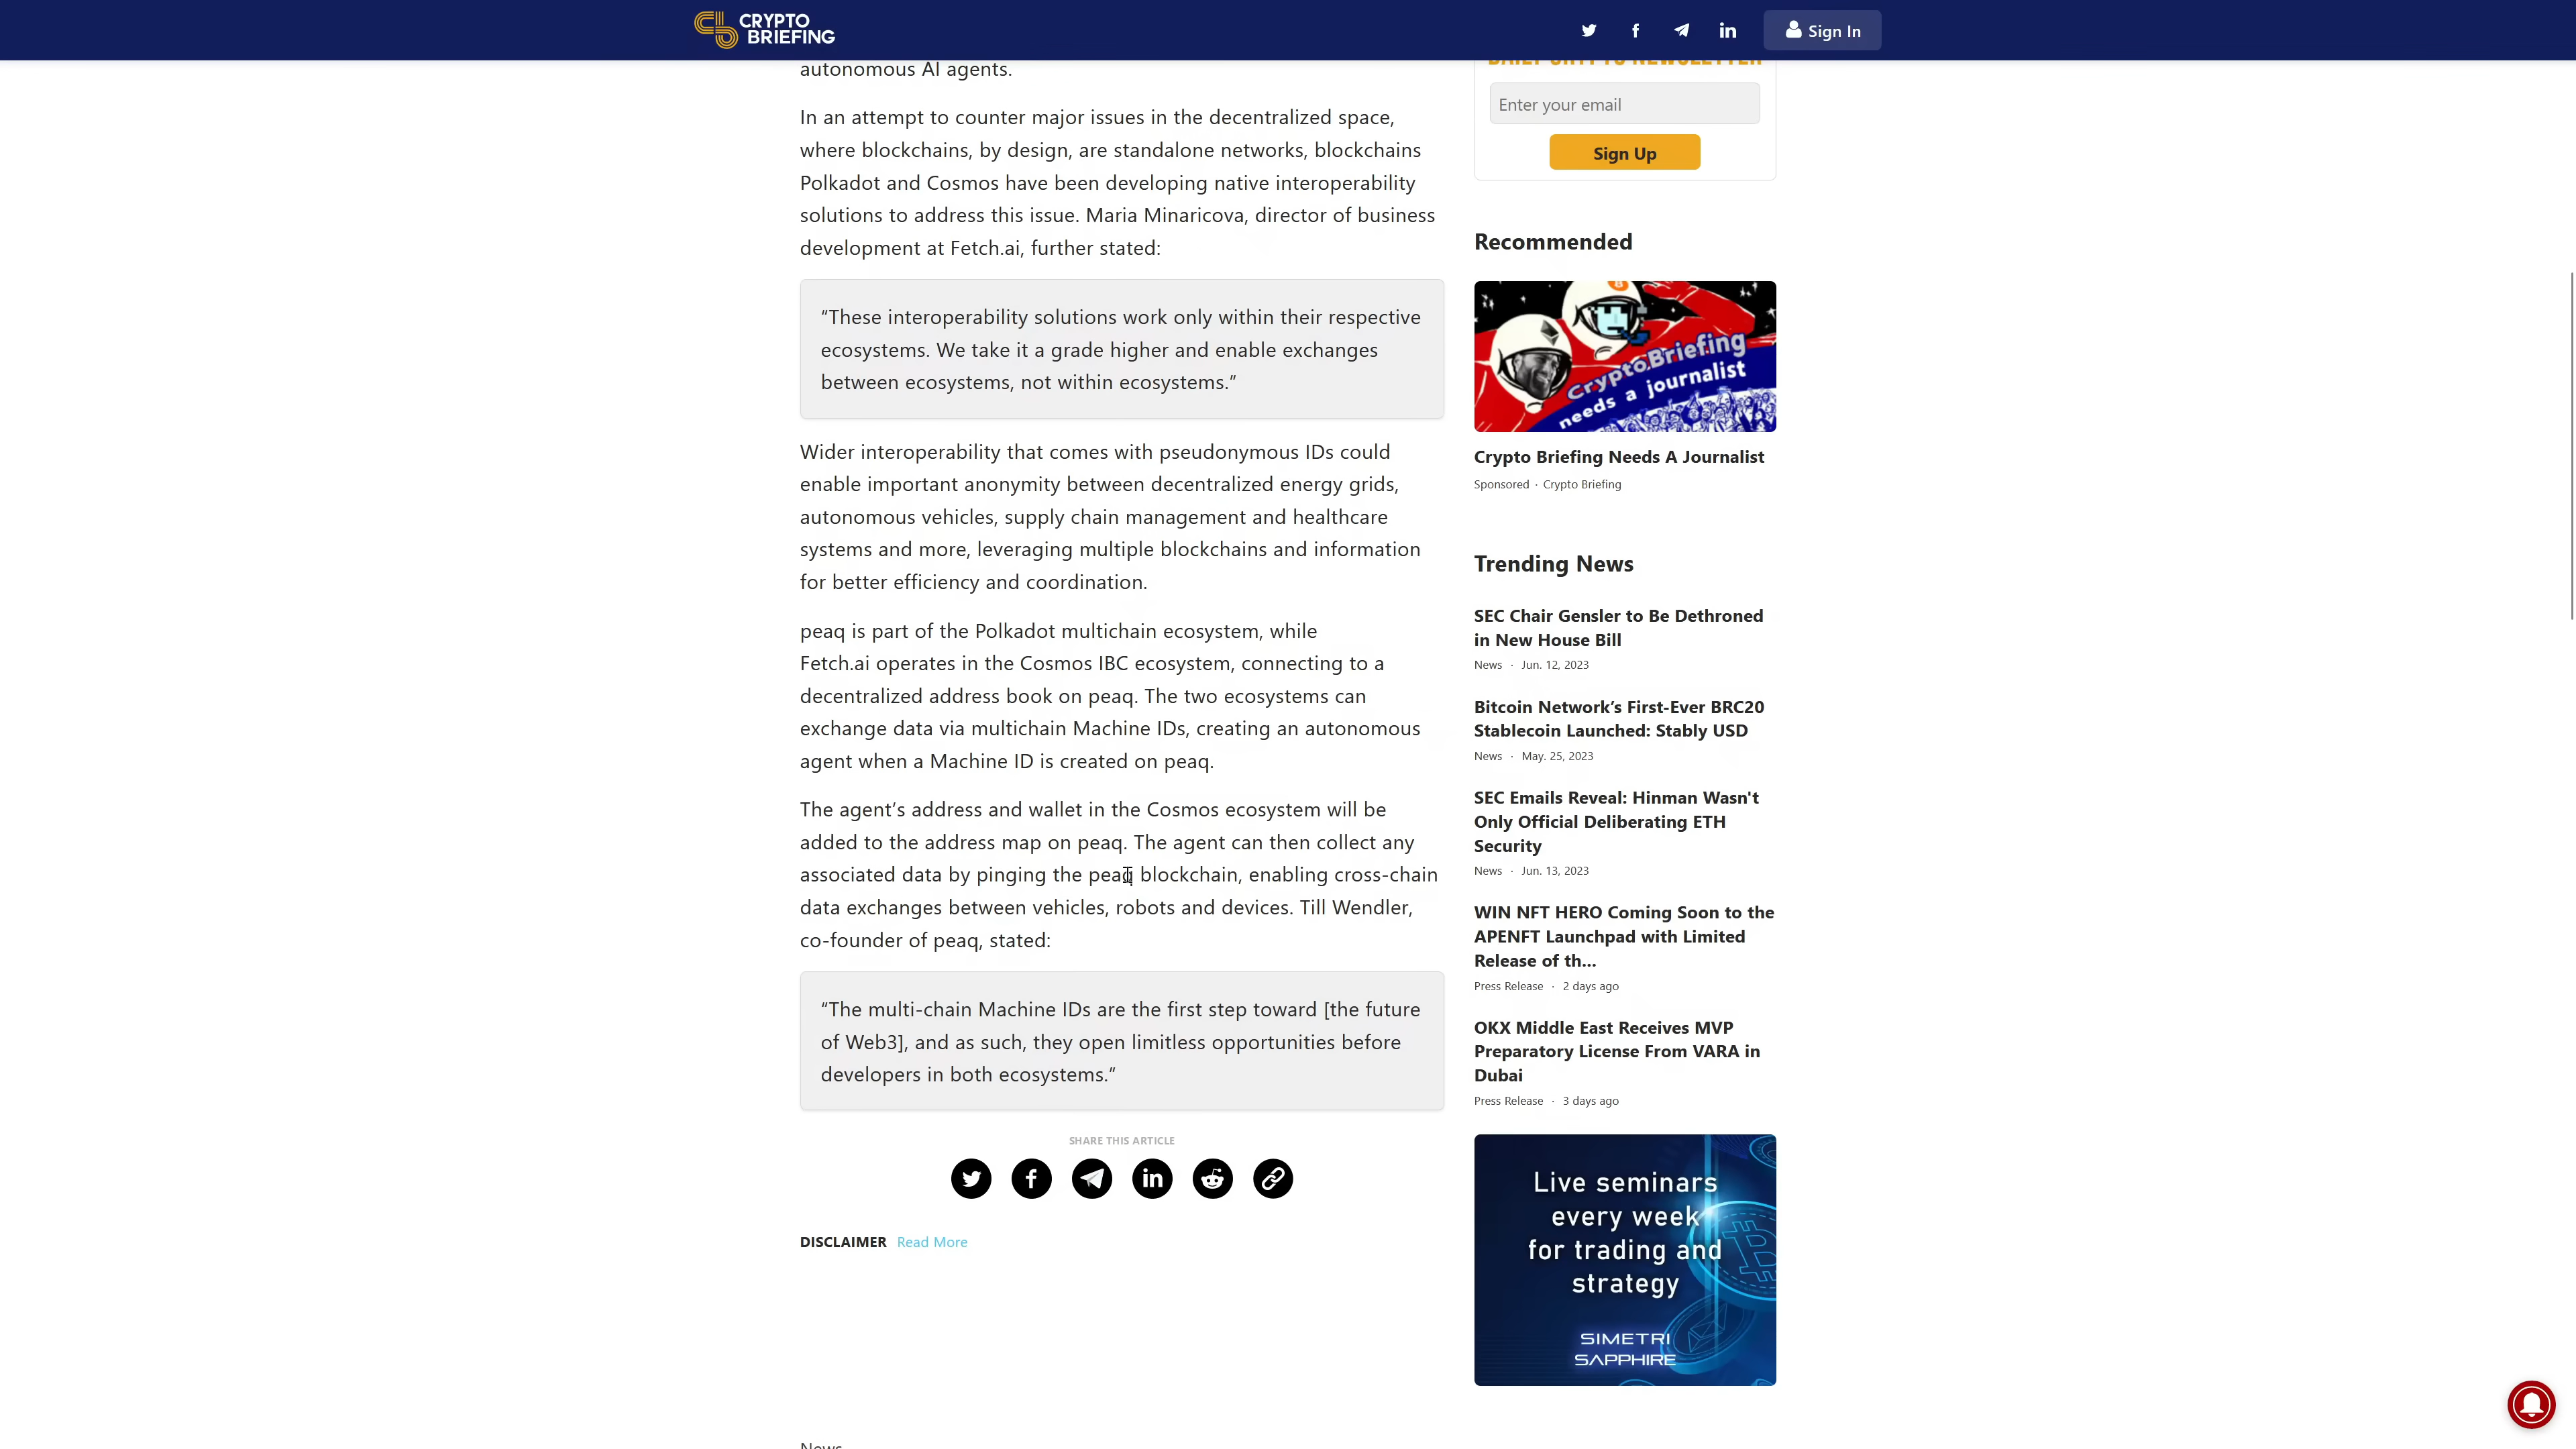 CRYPTO
BRIEFING
Sign In
autonomous AI agents.
In an attempt to counter major issues in the decentralized space,
where blockchains, by design, are standalone networks, blockchains
Polkadot and Cosmos have been developing native interoperability
solutions to address this issue. Maria Minaricova, director of business
development at Fetch.ai, further stated:
“These interoperability solutions work only within their respective
ecosystems. We take it a grade higher and enable exchanges
between ecosystems, not within ecosystems.”
Wider interoperability that comes with pseudonymous IDs could
enable important anonymity between decentralized energy grids,
autonomous vehicles, supply chain management and healthcare
systems and more, leveraging multiple blockchains and information
for better efficiency and coordination.
peaq is part of the Polkadot multichain ecosystem, while
Fetch.ai operates in the Cosmos IBC ecosystem, connecting to a
decentralized address book on peaq. The two ecosystems can
exchange data via multichain Machine IDs, creating an autonomous
agent when a Machine ID is created on peaq.
The agent’s address and wallet in the Cosmos ecosystem will be
added to the address map on peaq. The agent can then collect any
associated data by pinging the peaq blockchain, enabling cross-chain
data exchanges between vehicles, robots and devices. Till Wendler,
co-founder of peaq, stated:
“The multi-chain Machine IDs are the first step toward [the future
of Web3], and as such, they open limitless opportunities before
developers in both ecosystems.”
SHARE THIS ARTICLE
DISCLAIMER Read More
News
DAILY CRYPTO NEWSLETTER
Enter your email
Sign Up
Recommended
CryptoBriefing
needs a journalist
Crypto Briefing Needs A Journalist
Sponsored · Crypto Briefing
Trending News
SEC Chair Gensler to Be Dethroned
in New House Bill
News · Jun. 12, 2023
Bitcoin Network’s First-Ever BRC20
Stablecoin Launched: Stably USD
News · May. 25, 2023
SEC Emails Reveal: Hinman Wasn't
Only Official Deliberating ETH
Security
News · Jun. 13, 2023
WIN NFT HERO Coming Soon to the
APENFT Launchpad with Limited
Release of th...
Press Release · 2 days ago
OKX Middle East Receives MVP
Preparatory License From VARA in
Dubai
Press Release · 3 days ago
Live seminars
every week
for trading and
strategy
SIMETRI
SAPPHIRE